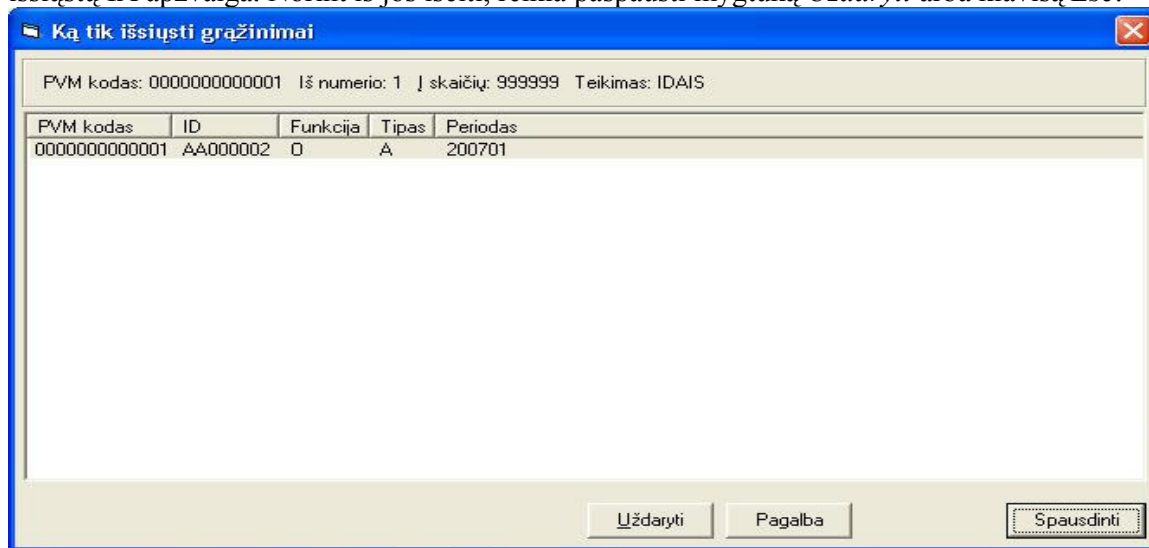 Ką tik išsiųsti grąžinimai
PVM kodas: 0000000000001 Iš numerio: 1 Į skaičių: 999999 Teikimas: IDAIS
PVM kodas ID Funkcija Tipas Periodas
0000000000001 AA000002 O A 200701
Uždaryti Pagalba Spausdinti